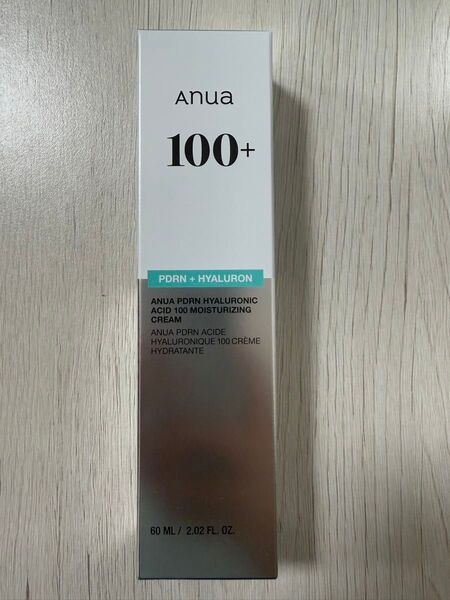 Anua
100+
PDRN + HYALURON
ANUA PDRN HYALURONIC
ACID 100 MOISTURIZING
CREAM
ANUA PDRN ACIDE
HYALURONIQUE 100 CRÈME
HYDRATANTE
60 ML / 2.02 FL. OZ.